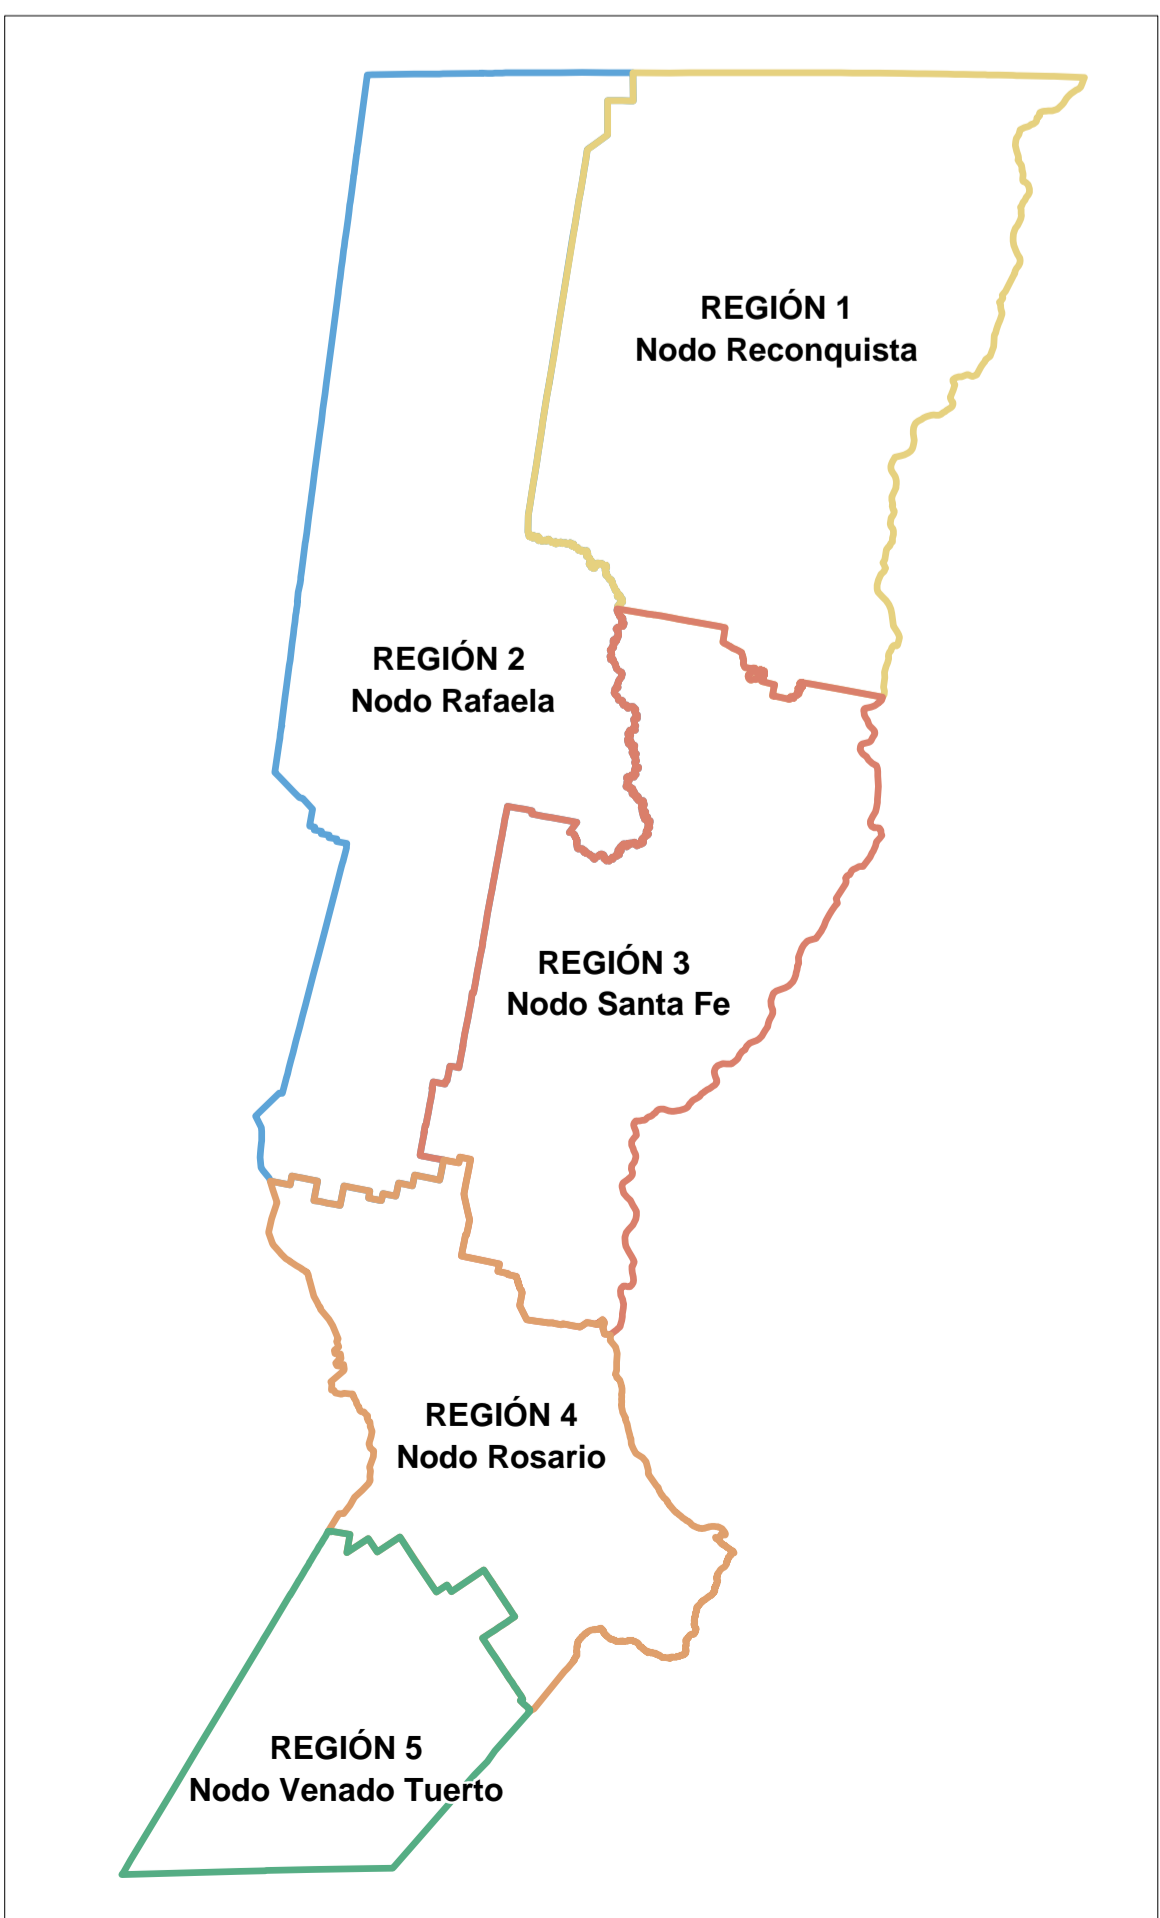 REGIÓN 1
Nodo Reconquista
REGIÓN 2
Nodo Rafaela
REGIÓN 3
Nodo Santa Fe
REGIÓN 4
Nodo Rosario
REGIÓN 5
Nodo Venado Tuerto